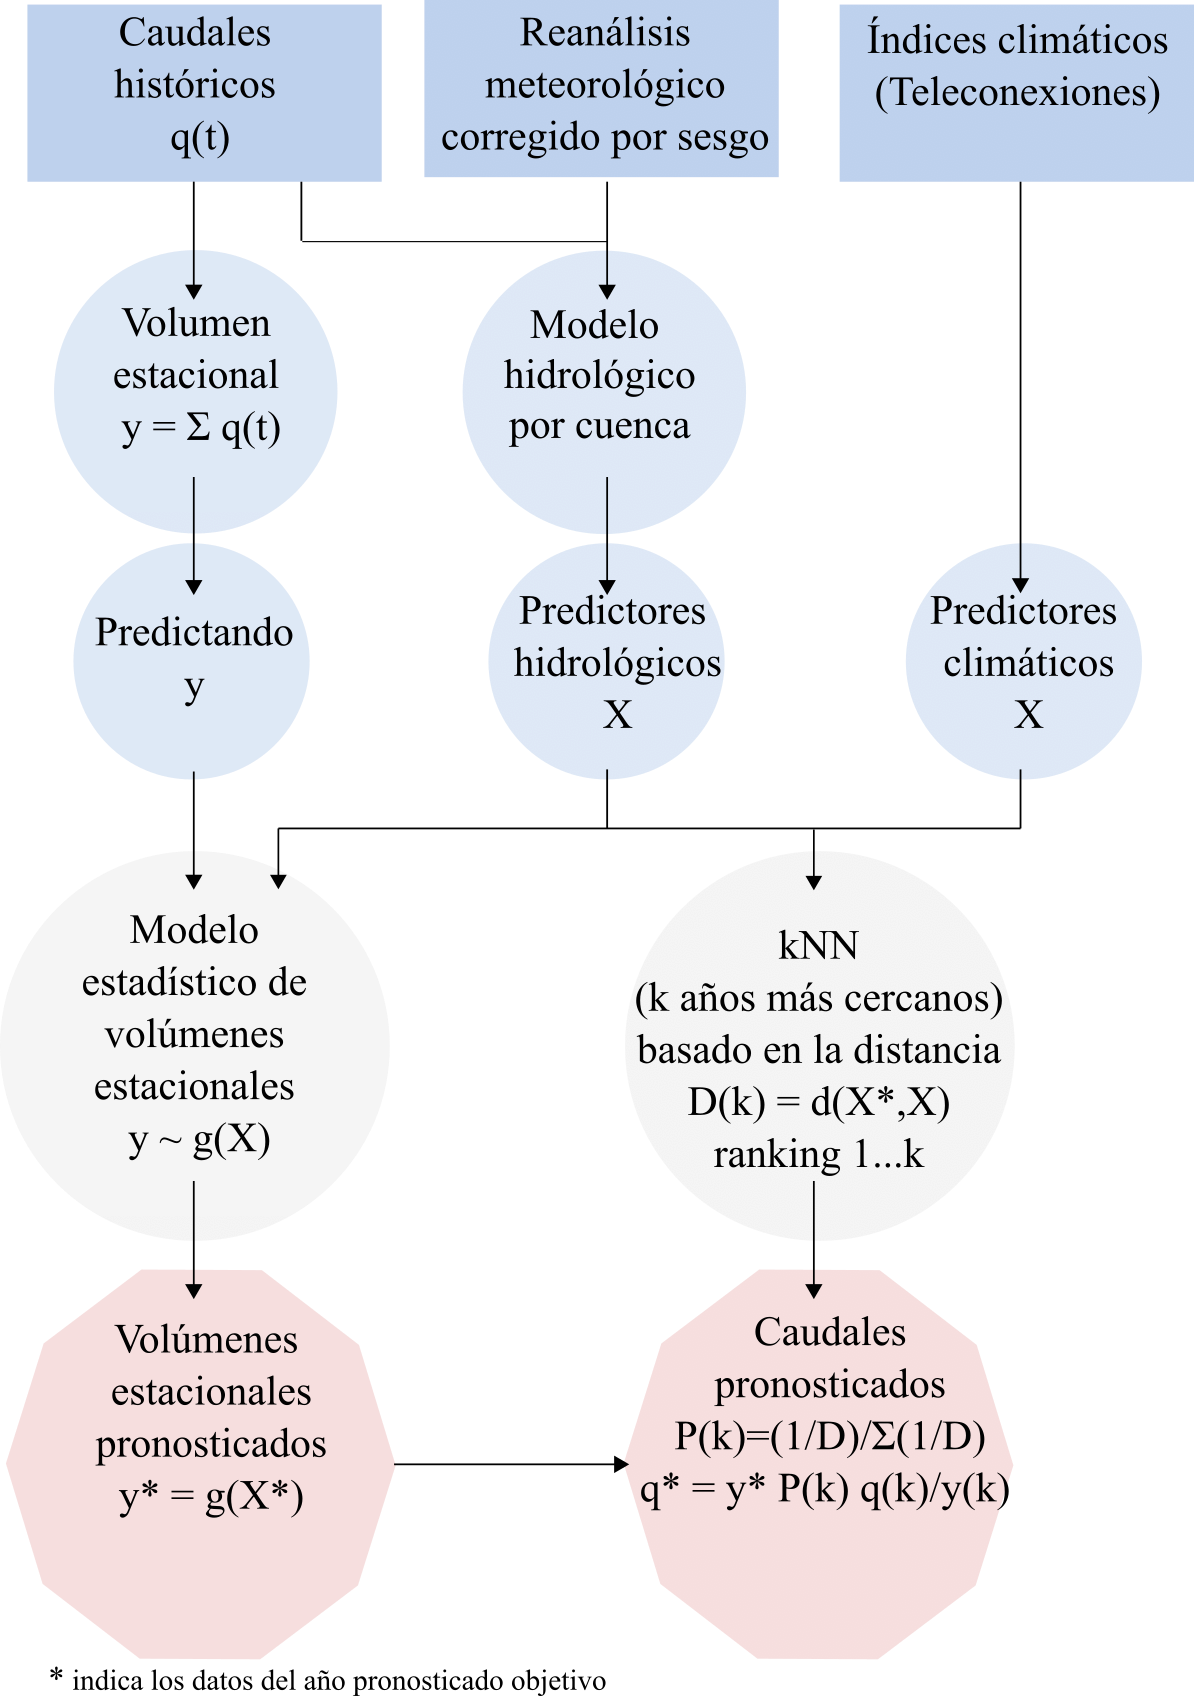 Caudales
históricos
q(t)
Reanálisis
meteorológico
corregido por sesgo
Índices climáticos
(Teleconexiones)
Volumen
estacional
y = Σ q(t)
Modelo
hidrológico
por cuenca
Predictando
y
Predictores
hidrológicos
X
Predictores
climáticos
X
Modelo
estadístico de
volúmenes
estacionales
y ~ g(X)
kNN
(k años más cercanos)
basado en la distancia
D(k) = d(X*,X)
ranking 1...k
Volúmenes
estacionales
pronosticados
y* = g(X*)
Caudales
pronosticados
P(k)=(1/D)/Σ(1/D)
q* = y* P(k) q(k)/y(k)
* indica los datos del año pronosticado objetivo